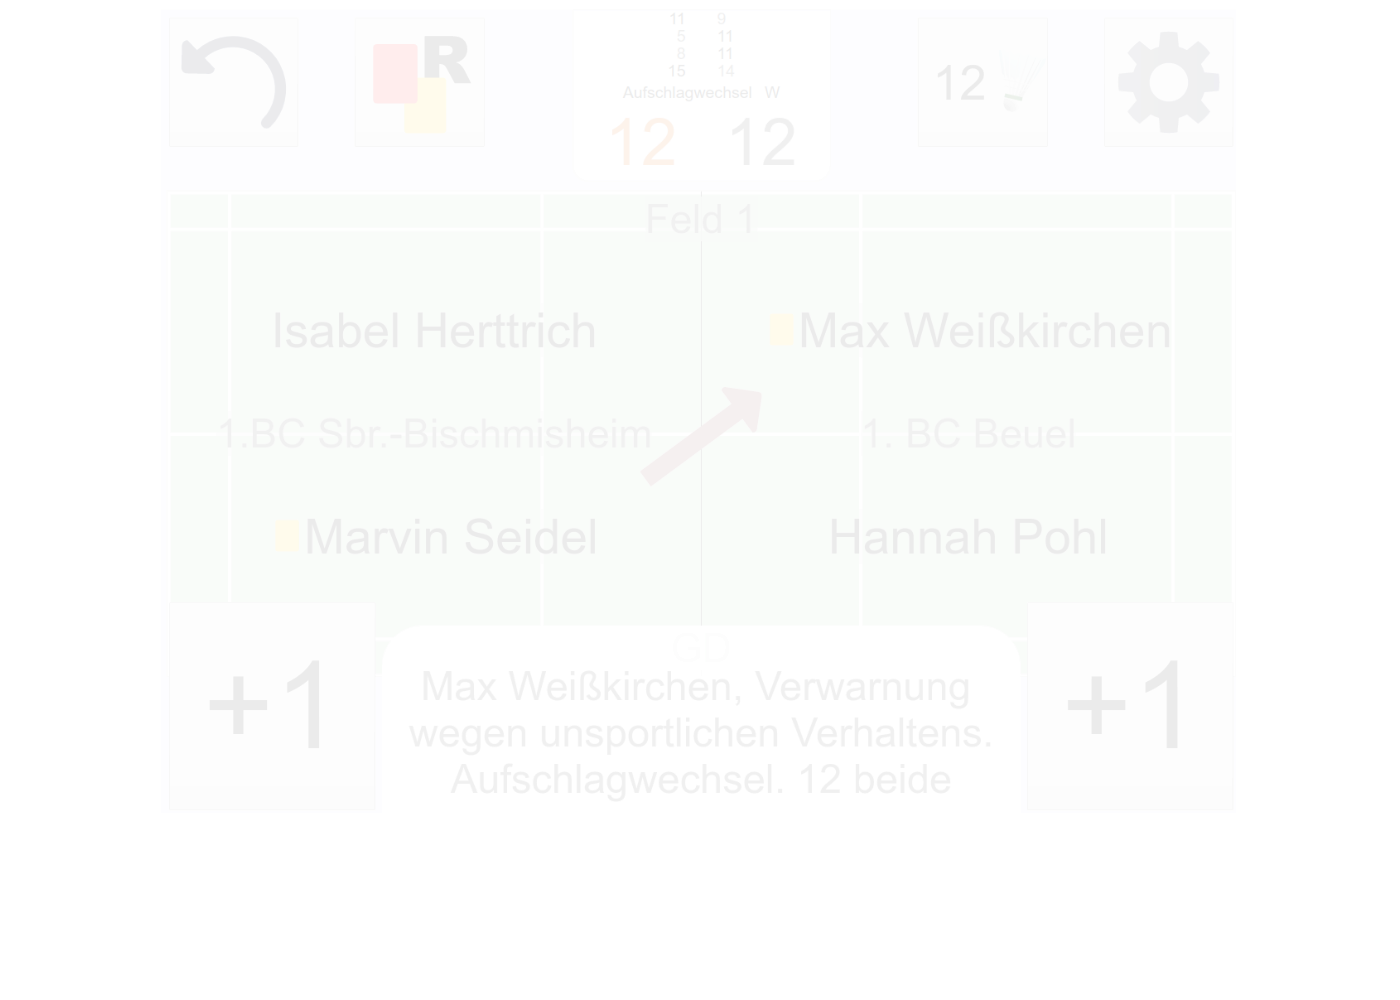 R
11 9
5 11
8 11
15 14
Aufschlagwechsel W
12 12
12
Feld 1
Isabel Herttrich
Max Weißkirchen
1.BC Sbr.-Bischmisheim
1. BC Beuel
Marvin Seidel
Hannah Pohl
GD
+1
Max Weißkirchen, Verwarnung
wegen unsportlichen Verhaltens.
Aufschlagwechsel. 12 beide
+1